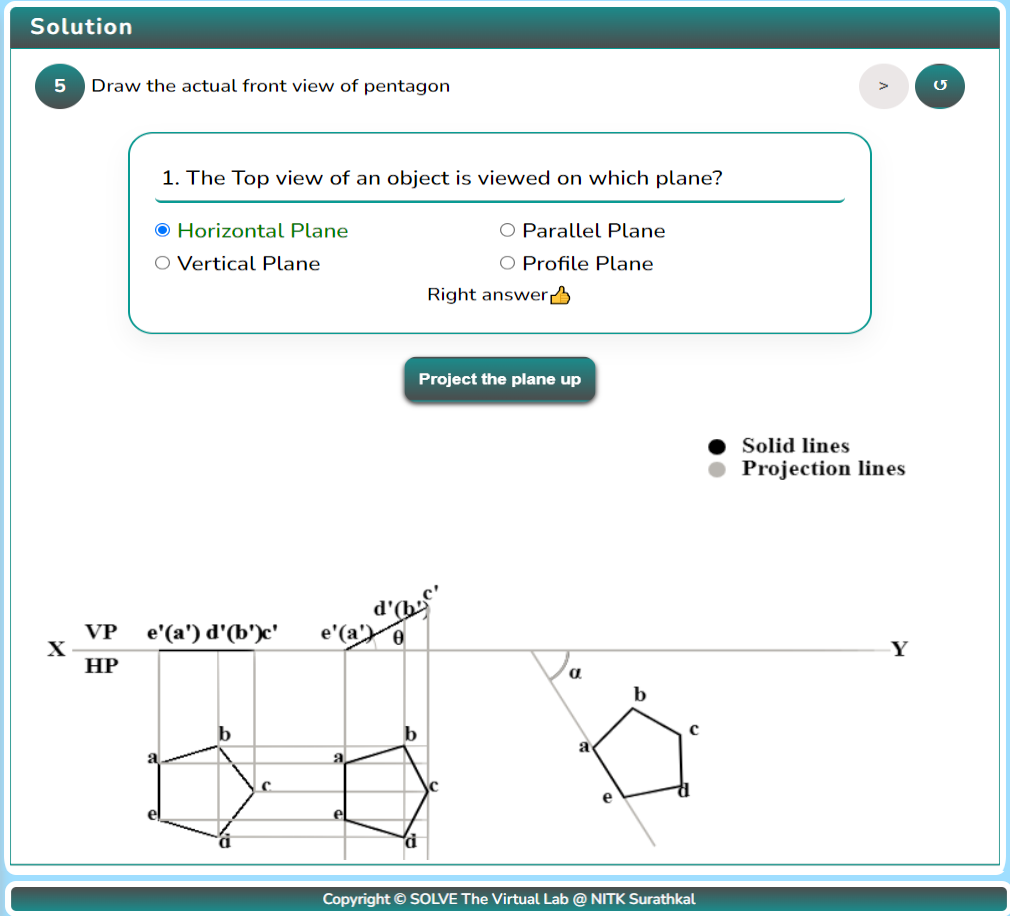 Solution
5 Draw the actual front view of pentagon > ↺
1. The Top view of an object is viewed on which plane?
Horizontal Plane Parallel Plane
Vertical Plane Profile Plane
Right answer👍
Project the plane up
Solid lines
Projection lines
c'
d'(b')
VP e'(a') d'(b')c' e'(a') θ
X Y
HP
α
b
b b c
a a a
c c
e e e d
d d
Copyright © SOLVE The Virtual Lab @ NITK Surathkal